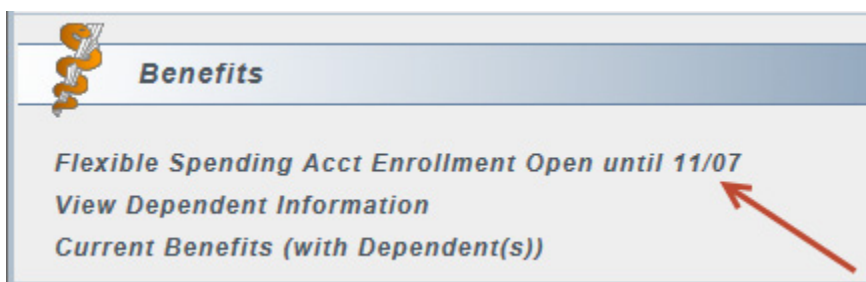 Benefits
Flexible Spending Acct Enrollment Open until 11/07
View Dependent Information
Current Benefits (with Dependent(s))